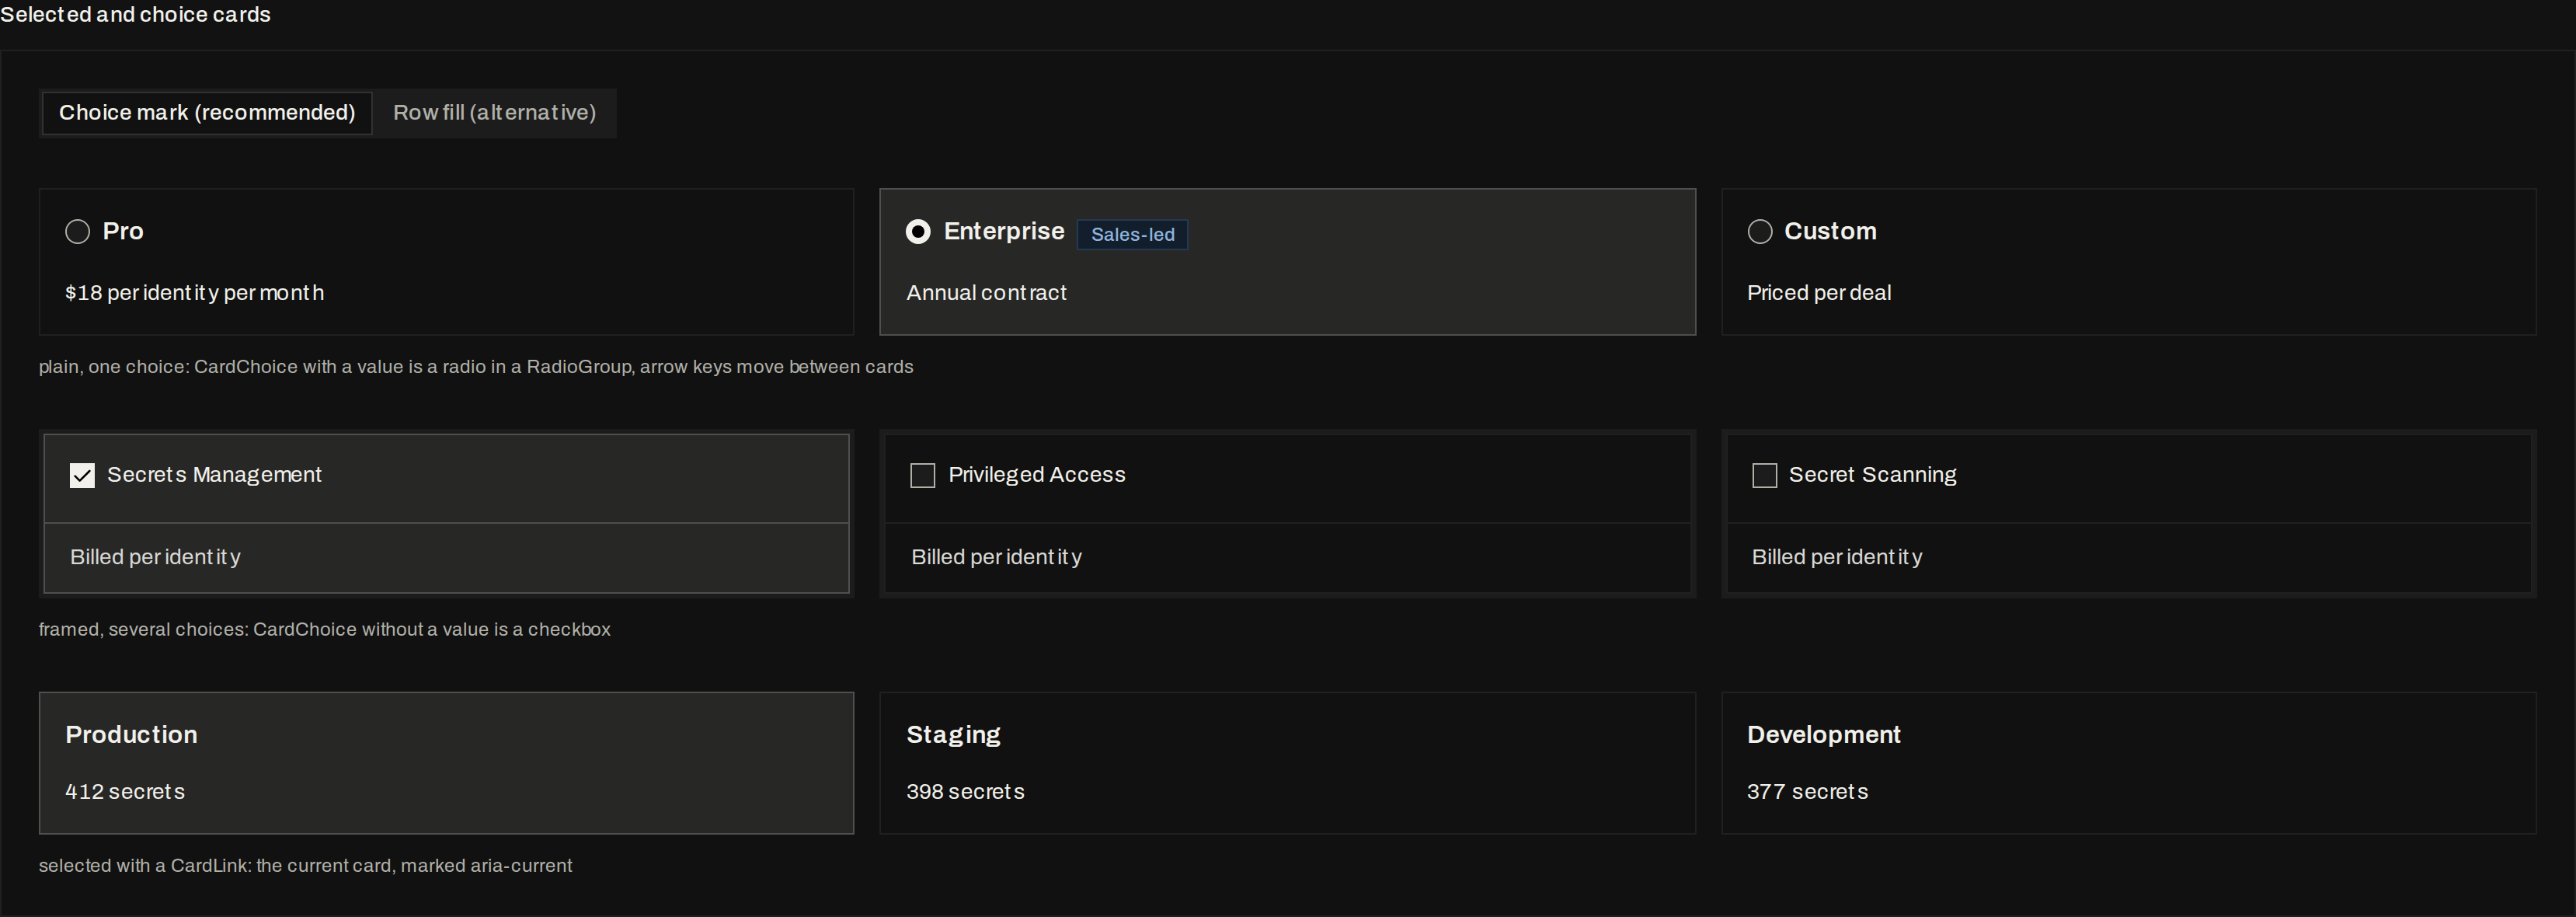 Selected and choice cards
Choice mark (recommended) Row fill (alternative)
Pro
$18 per identity per month
Enterprise Sales-led
Annual contract
Custom
Priced per deal
plain, one choice: CardChoice with a value is a radio in a RadioGroup, arrow keys move between cards
Secrets Management
Billed per identity
Privileged Access
Billed per identity
Secret Scanning
Billed per identity
framed, several choices: CardChoice without a value is a checkbox
Production
412 secrets
Staging
398 secrets
Development
377 secrets
selected with a CardLink: the current card, marked aria-current